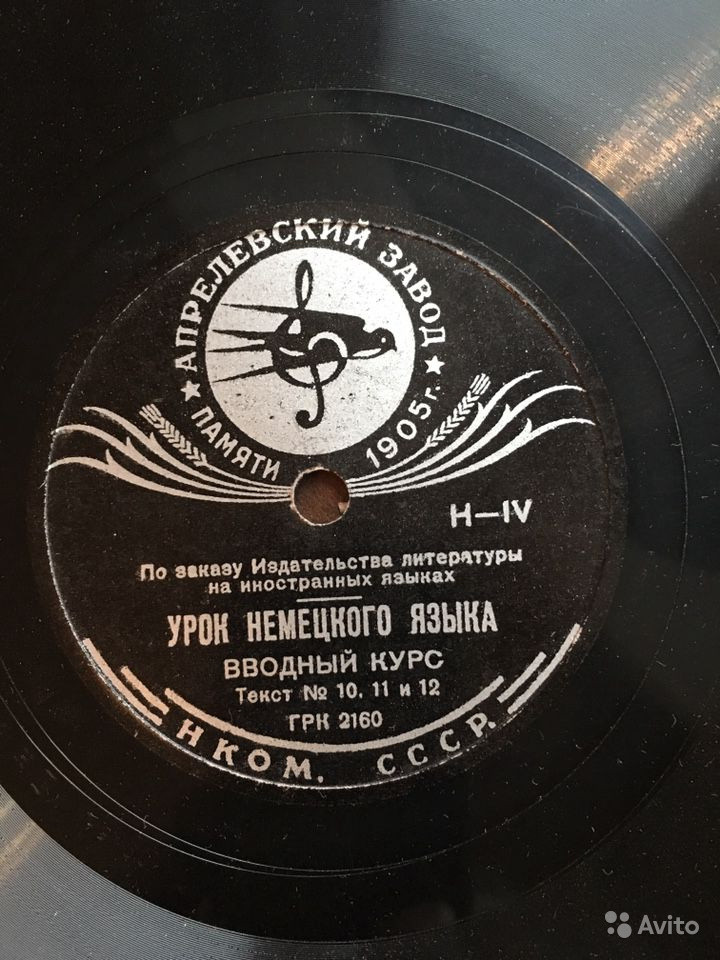 ★ АПРЕЛЕВСКИЙ ЗАВОД ★
ПАМЯТИ 1905г.
Н—IV
По заказу Издательства литературы
на иностранных языках
УРОК НЕМЕЦКОГО ЯЗЫКА
ВВОДНЫЙ КУРС
Текст № 10, 11 и 12
ГРК 2160
НКОМ. СССР.
Avito